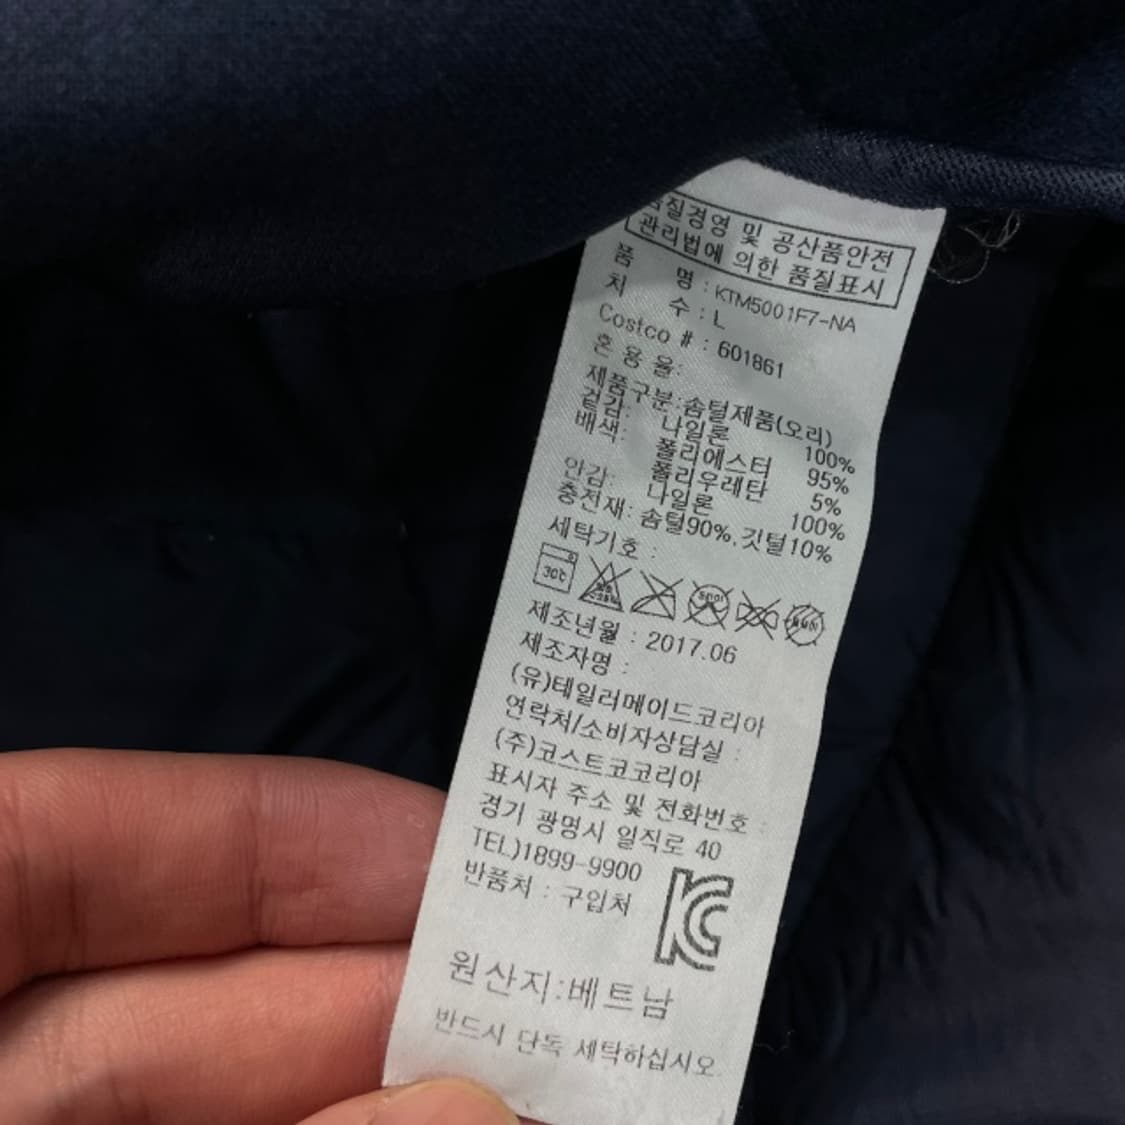 품질경영 및 공산품안전
관리법에 의한 품질표시
품 명 : KTM5001F7-NA
치 수 : L
Costco # : 601861
혼 용 율:
제품구분:솜털제품(오리)
겉감: 나일론 100%
배색: 폴리에스터 95%
폴리우레탄 5%
안감: 나일론 100%
충전재: 솜털90%.깃털10%
세탁기호 :
30℃
제조년월 : 2017.06
제조자명 :
(유)테일러메이드코리아
연락처/소비자상담실 :
(주)코스트코코리아
표시자 주소 및 전화번호 :
경기 광명시 일직로 40
TEL)1899-9900
반품처 : 구입처
원산지:베트남
반드시 단독 세탁하십시오